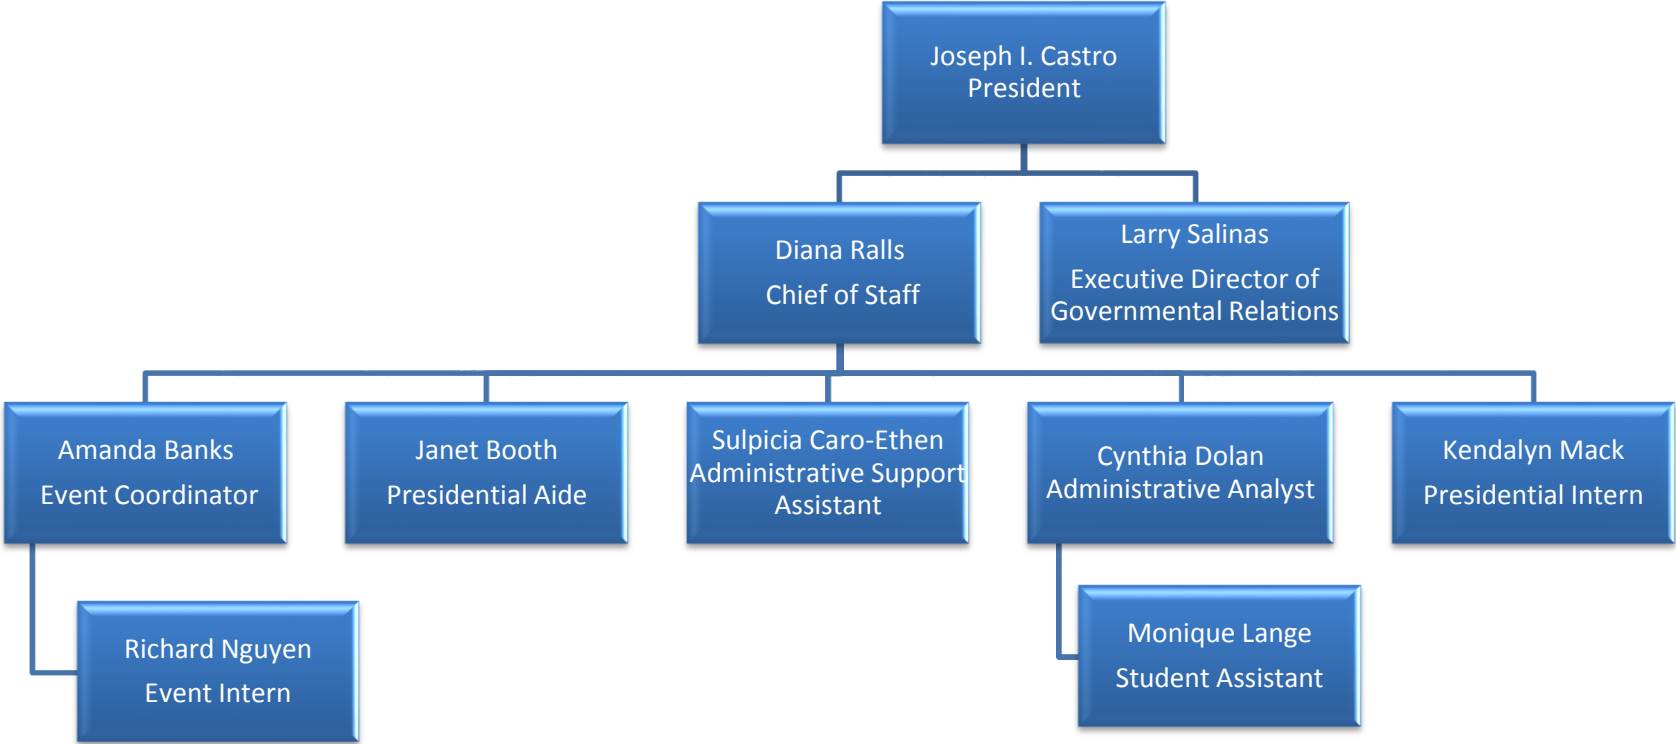 Joseph I. Castro
President
Diana Ralls
Chief of Staff
Larry Salinas
Executive Director of
Governmental Relations
Amanda Banks
Event Coordinator
Janet Booth
Presidential Aide
Sulpicia Caro-Ethen
Administrative Support
Assistant
Cynthia Dolan
Administrative Analyst
Kendalyn Mack
Presidential Intern
Richard Nguyen
Event Intern
Monique Lange
Student Assistant